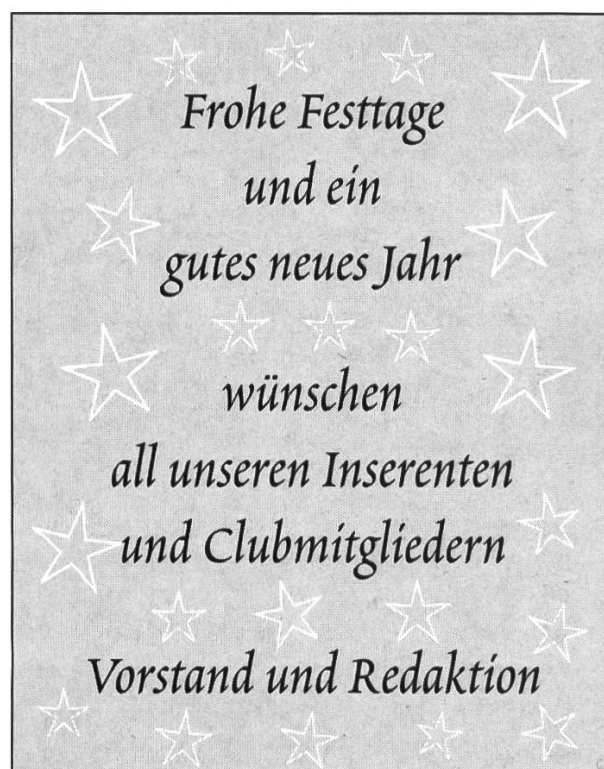 Frohe Festtage
und ein
gutes neues Jahr
wünschen
all unseren Inserenten
und Clubmitgliedern
Vorstand und Redaktion